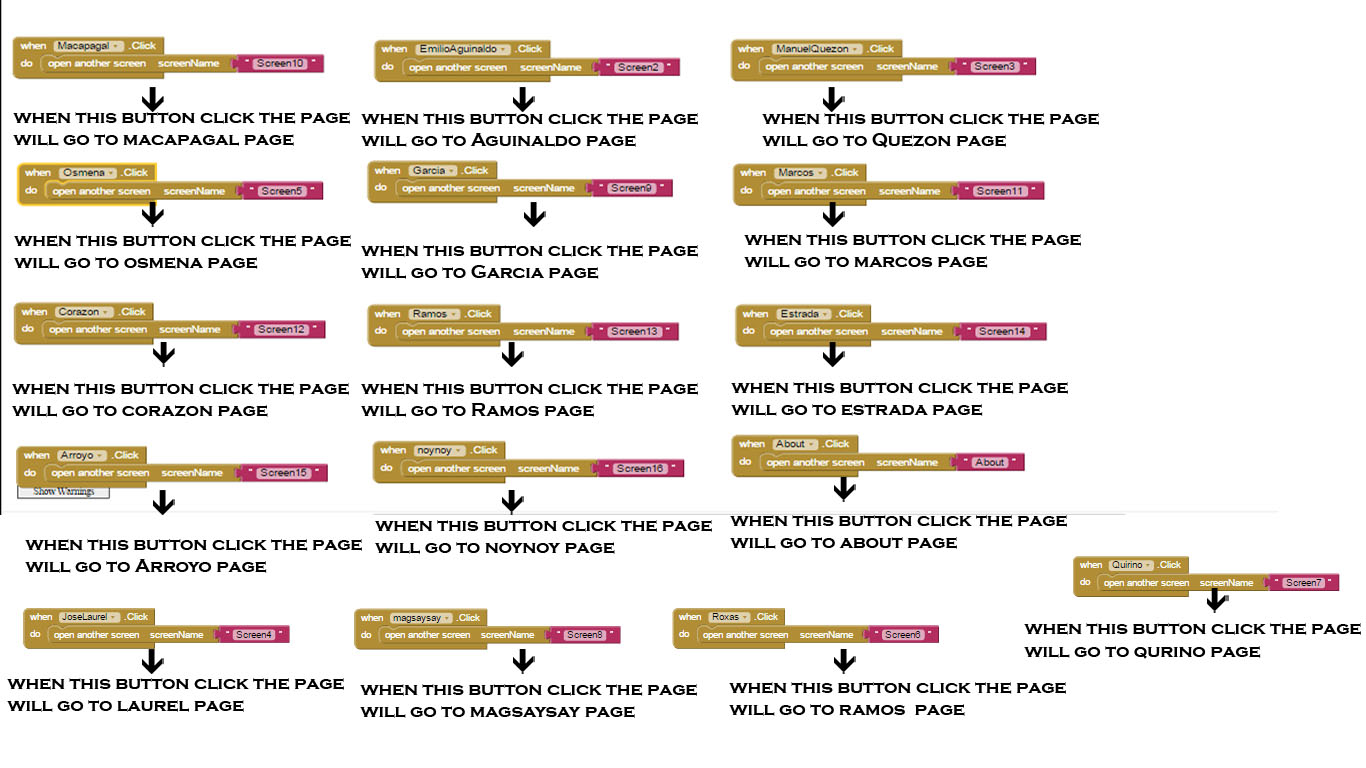 when Macapagal .Click
do open another screen screenName " Screen10 "
WHEN THIS BUTTON CLICK THE PAGE
WILL GO TO MACAPAGAL PAGE
when EmilioAguinaldo .Click
do open another screen screenName " Screen2 "
WHEN THIS BUTTON CLICK THE PAGE
WILL GO TO AGUINALDO PAGE
when ManuelQuezon .Click
do open another screen screenName " Screen3 "
WHEN THIS BUTTON CLICK THE PAGE
WILL GO TO QUEZON PAGE
when Osmena .Click
do open another screen screenName " Screen5 "
WHEN THIS BUTTON CLICK THE PAGE
WILL GO TO OSMENA PAGE
when Garcia .Click
do open another screen screenName " Screen9 "
WHEN THIS BUTTON CLICK THE PAGE
WILL GO TO GARCIA PAGE
when Marcos .Click
do open another screen screenName " Screen11 "
WHEN THIS BUTTON CLICK THE PAGE
WILL GO TO MARCOS PAGE
when Corazon .Click
do open another screen screenName " Screen12 "
WHEN THIS BUTTON CLICK THE PAGE
WILL GO TO CORAZON PAGE
when Ramos .Click
do open another screen screenName " Screen13 "
WHEN THIS BUTTON CLICK THE PAGE
WILL GO TO RAMOS PAGE
when Estrada .Click
do open another screen screenName " Screen14 "
WHEN THIS BUTTON CLICK THE PAGE
WILL GO TO ESTRADA PAGE
when Arroyo .Click
do open another screen screenName " Screen15 "
Show Warnings
WHEN THIS BUTTON CLICK THE PAGE
WILL GO TO ARROYO PAGE
when noynoy .Click
do open another screen screenName " Screen16 "
WHEN THIS BUTTON CLICK THE PAGE
WILL GO TO NOYNOY PAGE
when About .Click
do open another screen screenName " About "
WHEN THIS BUTTON CLICK THE PAGE
WILL GO TO ABOUT PAGE
when Quirino .Click
do open another screen screenName " Screen7 "
WHEN THIS BUTTON CLICK THE PAGE
WILL GO TO QURINO PAGE
when JoseLaurel .Click
do open another screen screenName " Screen4 "
WHEN THIS BUTTON CLICK THE PAGE
WILL GO TO LAUREL PAGE
when magsaysay .Click
do open another screen screenName " Screen8 "
WHEN THIS BUTTON CLICK THE PAGE
WILL GO TO MAGSAYSAY PAGE
when Roxas .Click
do open another screen screenName " Screen6 "
WHEN THIS BUTTON CLICK THE PAGE
WILL GO TO RAMOS PAGE